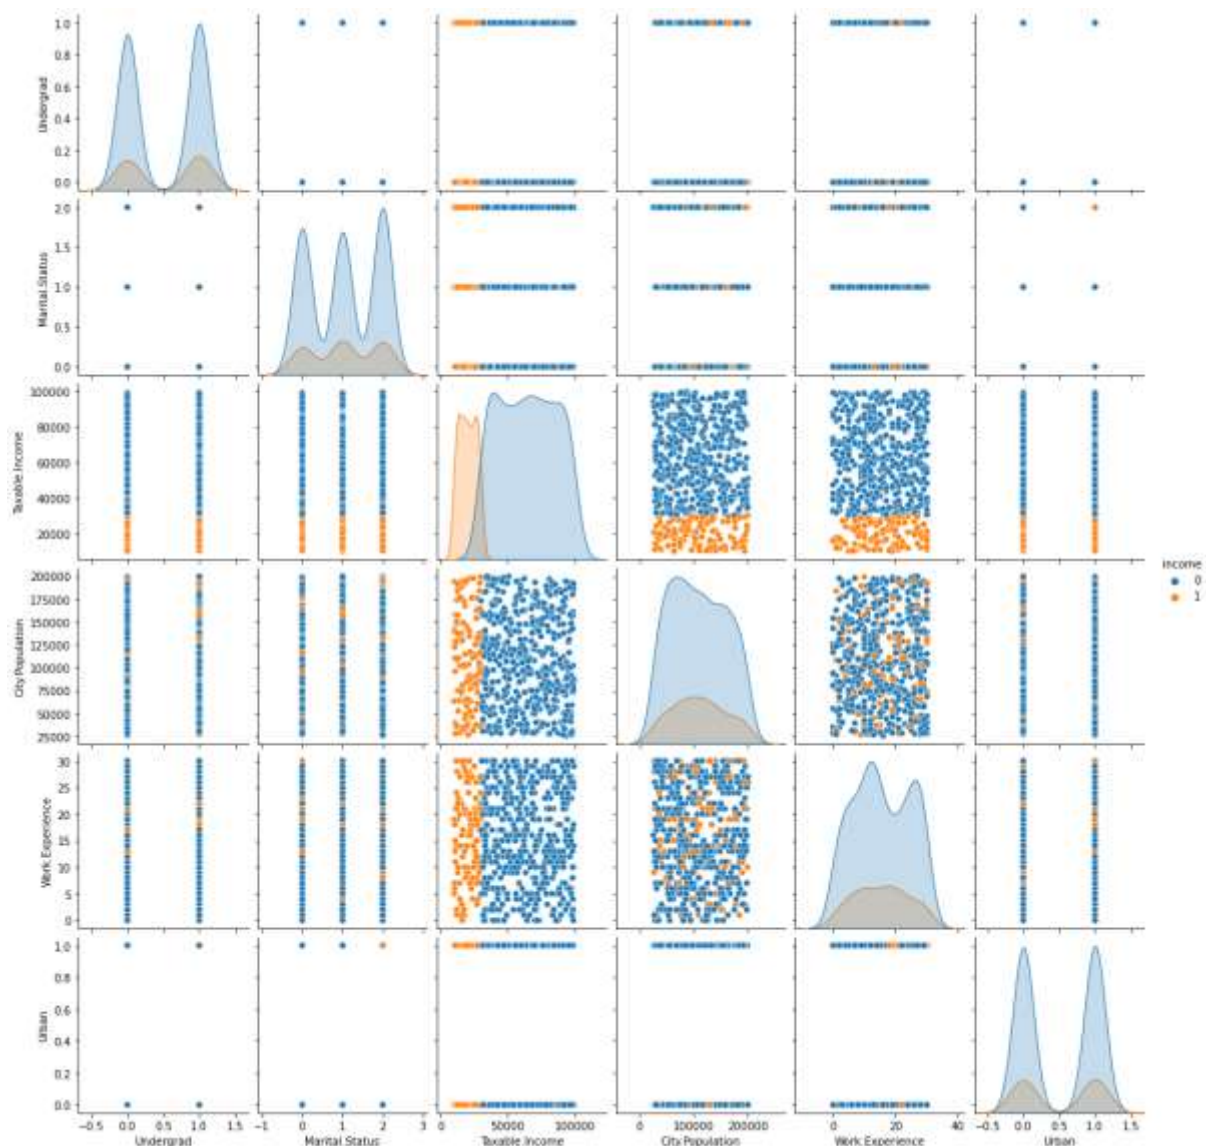 1.0
0.8
0.6
0.4
0.2
0.0
Undergrad
2.0
1.5
1.0
0.5
0.0
Marital.Status
100000
80000
60000
40000
20000
Taxable.Income
200000
175000
150000
125000
100000
75000
50000
25000
City.Population
income
0
1
30
25
20
15
10
5
0
Work.Experience
1.0
0.8
0.6
0.4
0.2
0.0
Urban
−0.5 0.0 0.5 1.0 1.5
−1 0 1 2 3
0 50000 100000
0 100000 200000
0 20 40
−0.5 0.0 0.5 1.0 1.5
Undergrad Marital.Status Taxable.Income City.Population Work.Experience Urban